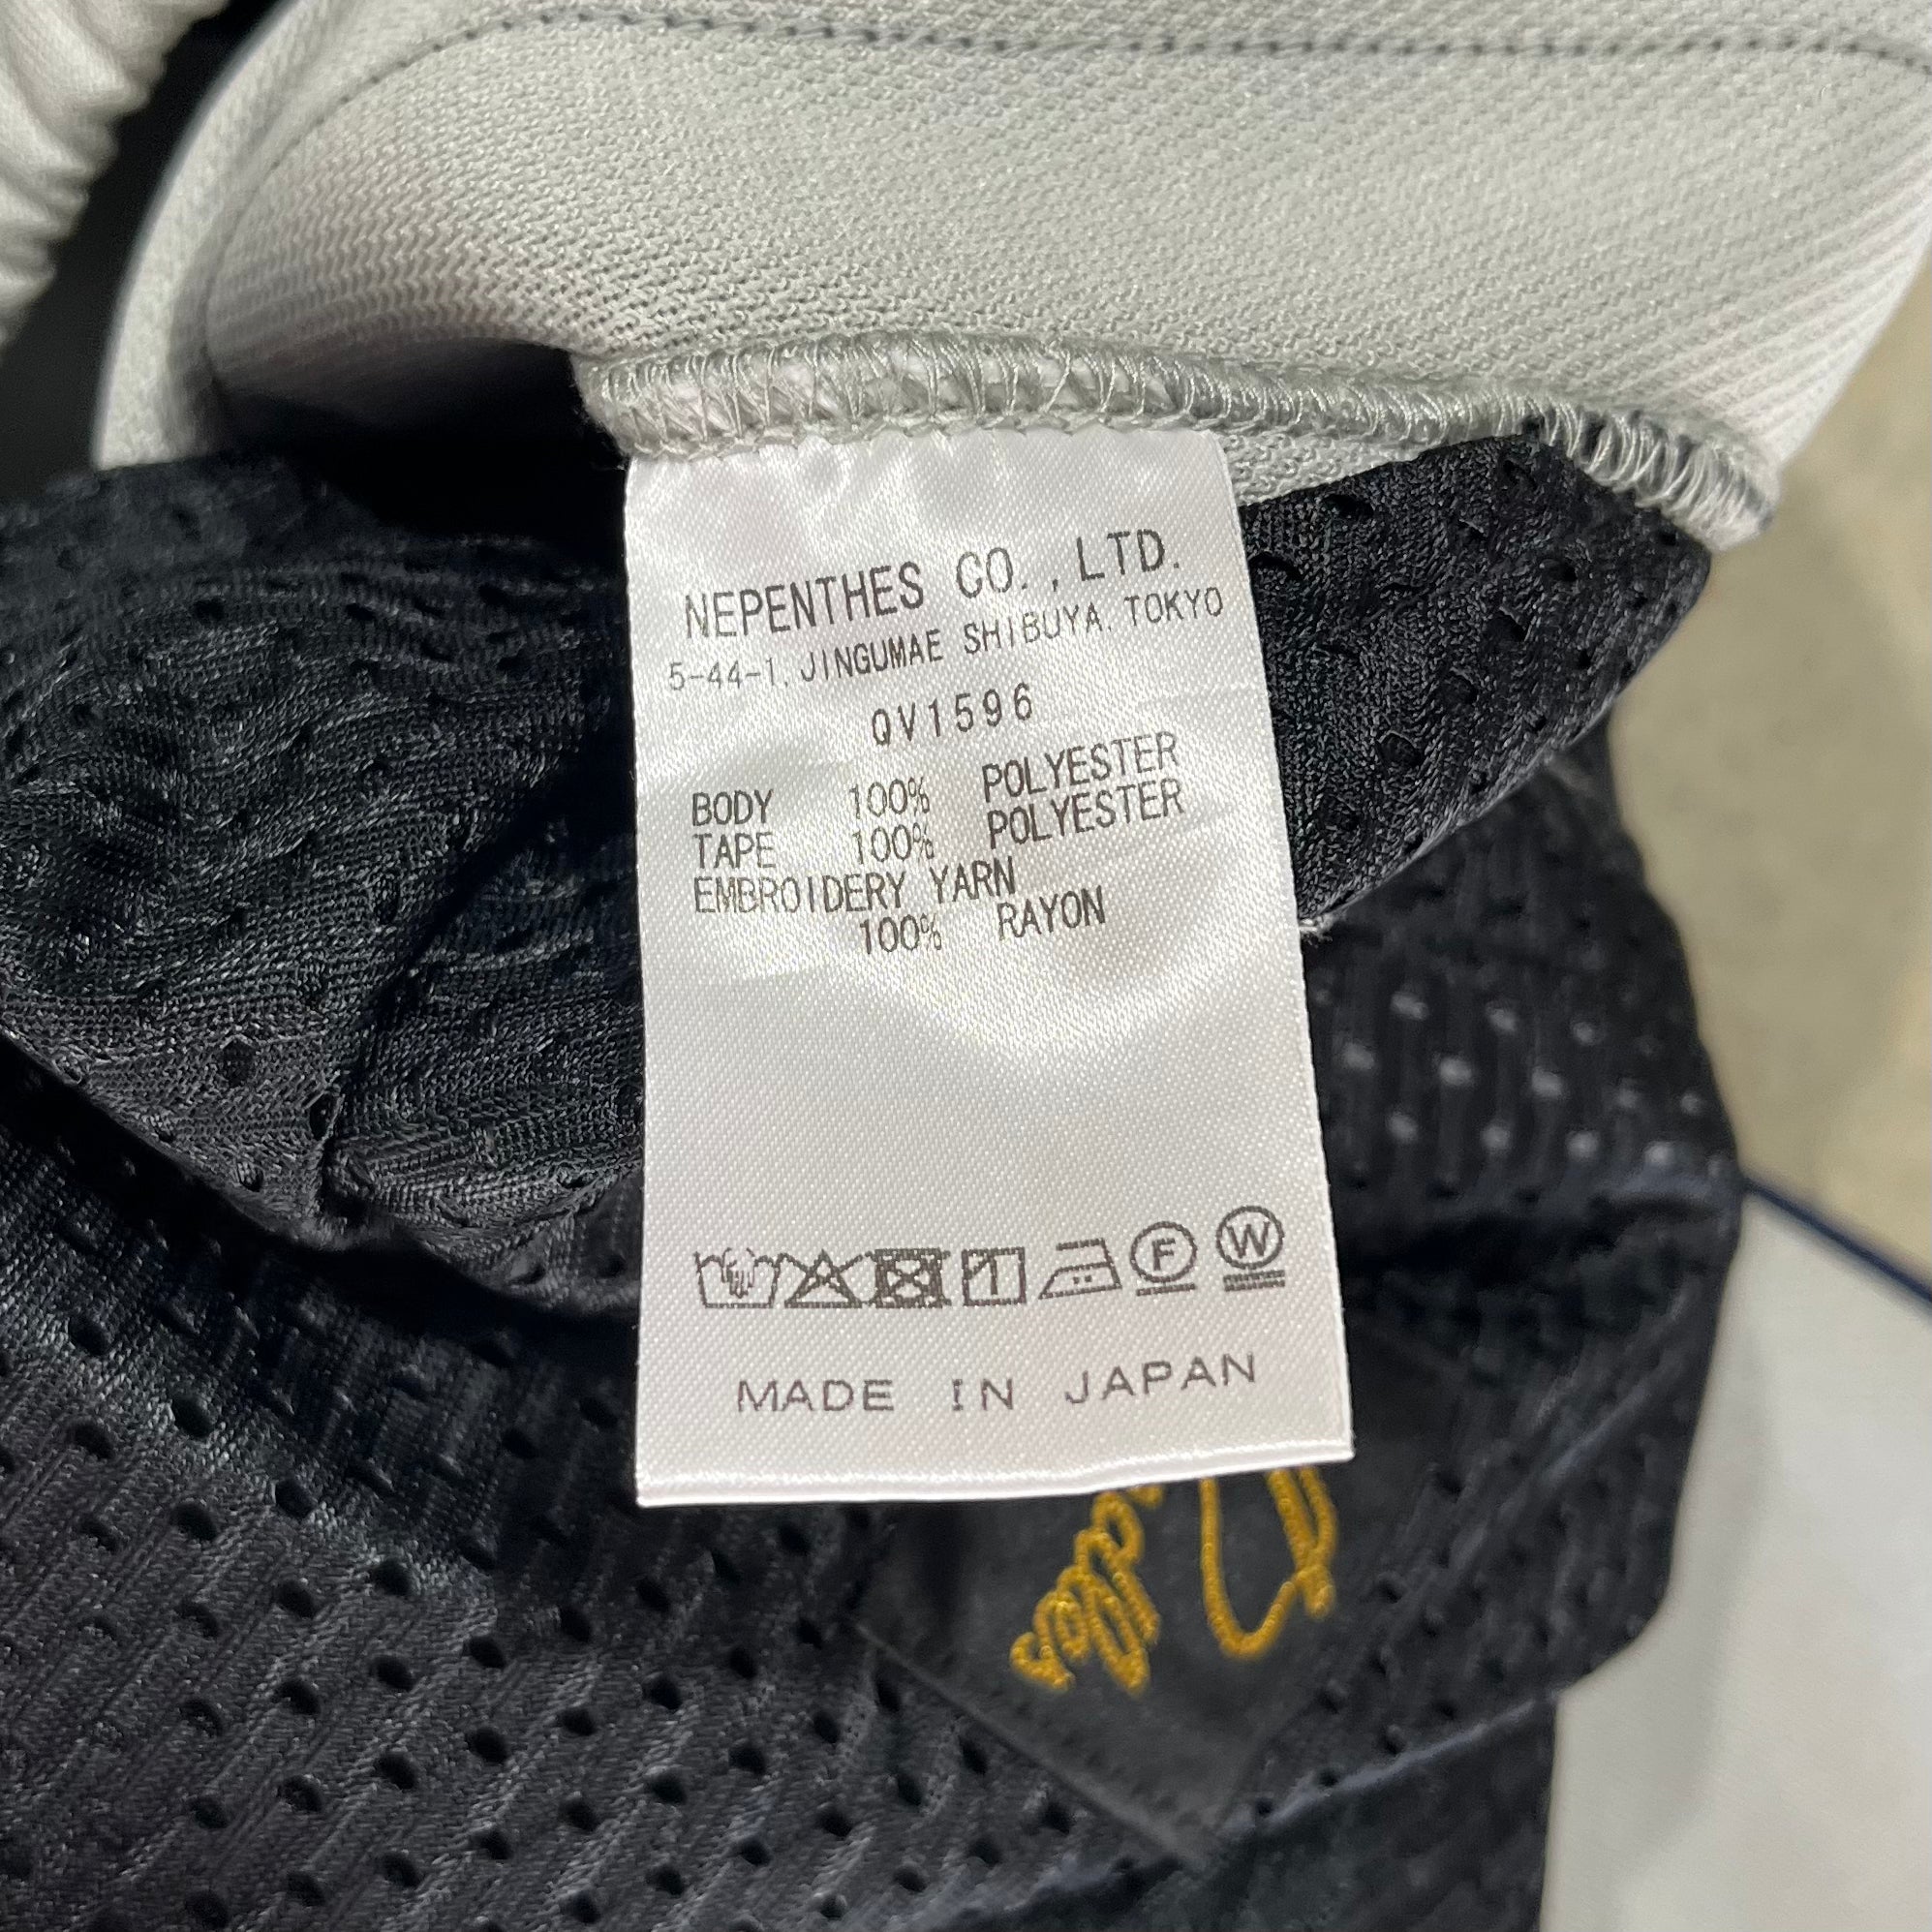 NEPENTHES CO.,LTD.
5-44-1, JINGUMAE SHIBUYA, TOKYO
QV1596
BODY 100% POLYESTER
TAPE 100% POLYESTER
EMBROIDERY YARN
100% RAYON
1 F W
MADE IN JAPAN